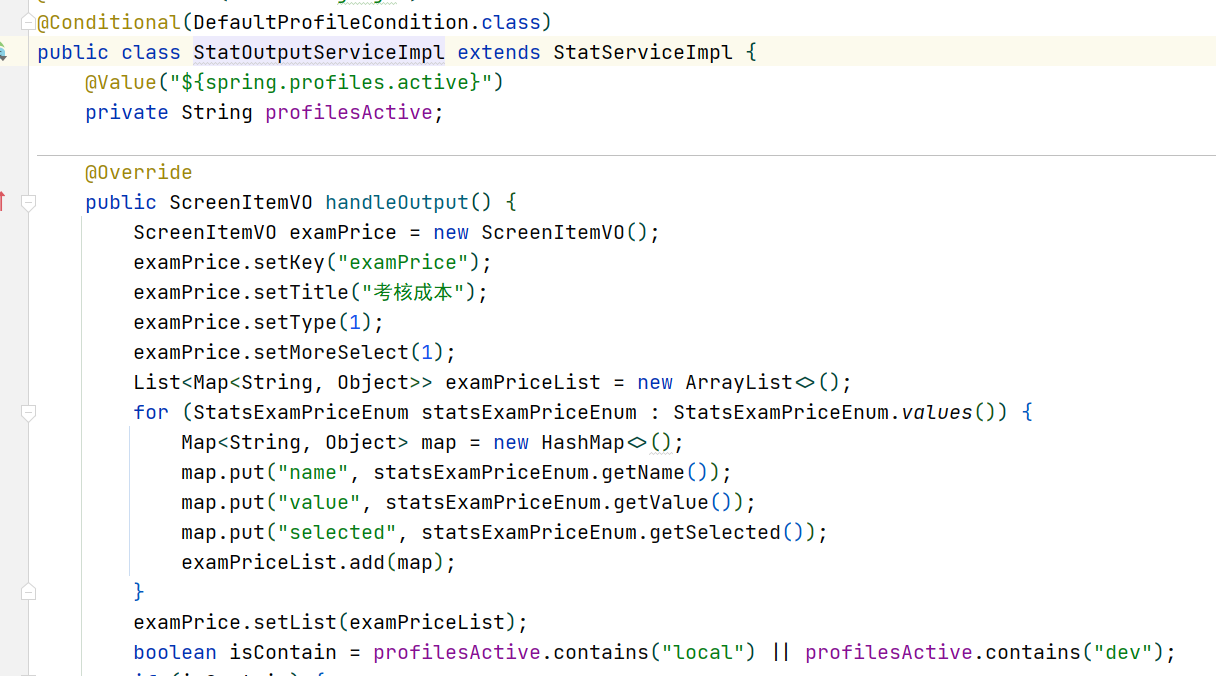 @Conditional(DefaultProfileCondition.class)
public class StatOutputServiceImpl extends StatServiceImpl {
@Value("${spring.profiles.active}")
private String profilesActive;
@Override
public ScreenItemVO handleOutput() {
ScreenItemVO examPrice = new ScreenItemVO();
examPrice.setKey("examPrice");
examPrice.setTitle("考核成本");
examPrice.setType(1);
examPrice.setMoreSelect(1);
List<Map<String, Object>> examPriceList = new ArrayList<>();
for (StatsExamPriceEnum statsExamPriceEnum : StatsExamPriceEnum.values()) {
Map<String, Object> map = new HashMap<>();
map.put("name", statsExamPriceEnum.getName());
map.put("value", statsExamPriceEnum.getValue());
map.put("selected", statsExamPriceEnum.getSelected());
examPriceList.add(map);
}
examPrice.setList(examPriceList);
boolean isContain = profilesActive.contains("local") || profilesActive.contains("dev");